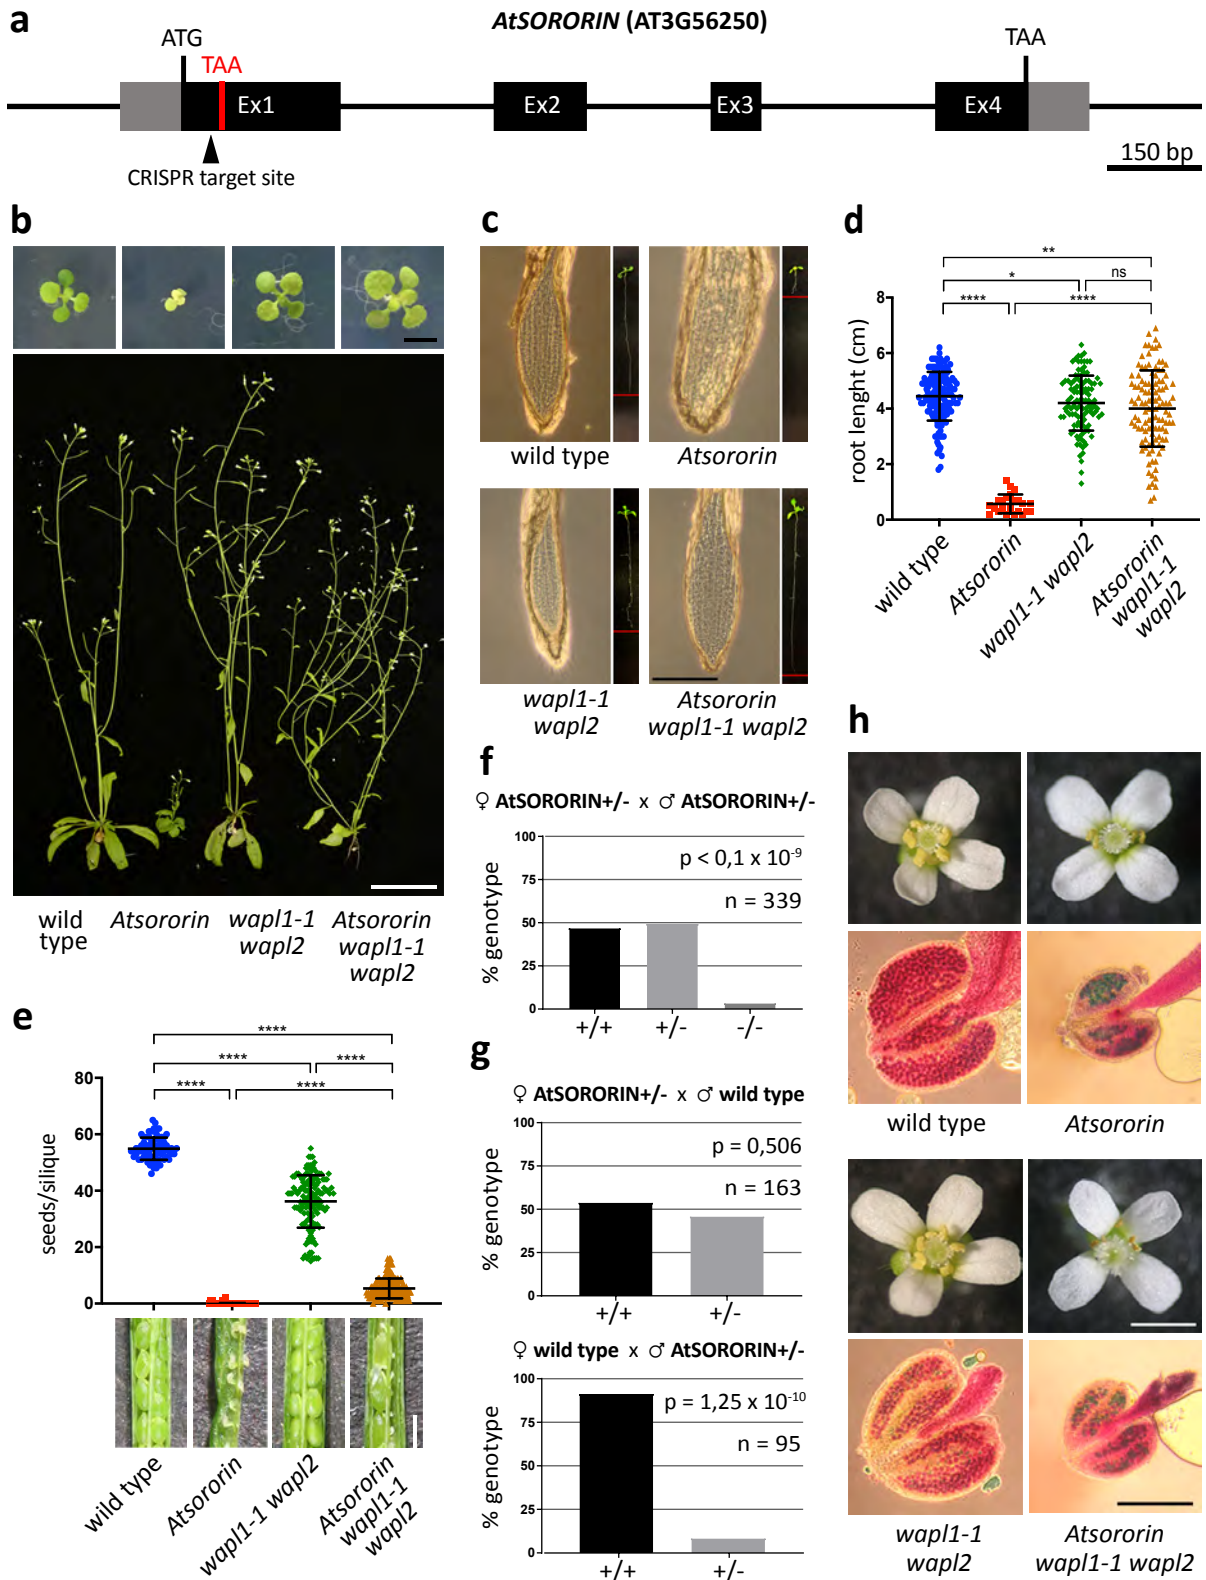 a
AtSORORIN (AT3G56250)
ATG
TAA
TAA
Ex1
Ex2
Ex3
Ex4
CRISPR target site
150 bp
b
wild type
Atsororin
wapl1-1 wapl2
Atsororin wapl1-1 wapl2
c
wild type
Atsororin
wapl1-1 wapl2
Atsororin wapl1-1 wapl2
d
**
*
ns
****
****
root lenght (cm)
8
6
4
2
0
wild type
Atsororin
wapl1-1 wapl2
Atsororin wapl1-1 wapl2
e
****
****
****
****
****
seeds/silique
80
60
40
20
0
wild type
Atsororin
wapl1-1 wapl2
Atsororin wapl1-1 wapl2
f
♀ AtSORORIN+/- x ♂ AtSORORIN+/-
% genotype
100
75
50
25
0
p < 0,1 x 10⁻⁹
n = 339
+/+
+/-
-/-
g
♀ AtSORORIN+/- x ♂ wild type
% genotype
100
75
50
25
0
p = 0,506
n = 163
+/+
+/-
♀ wild type x ♂ AtSORORIN+/-
% genotype
100
75
50
25
0
p = 1,25 x 10⁻¹⁰
n = 95
+/+
+/-
h
wild type
Atsororin
wapl1-1 wapl2
Atsororin wapl1-1 wapl2